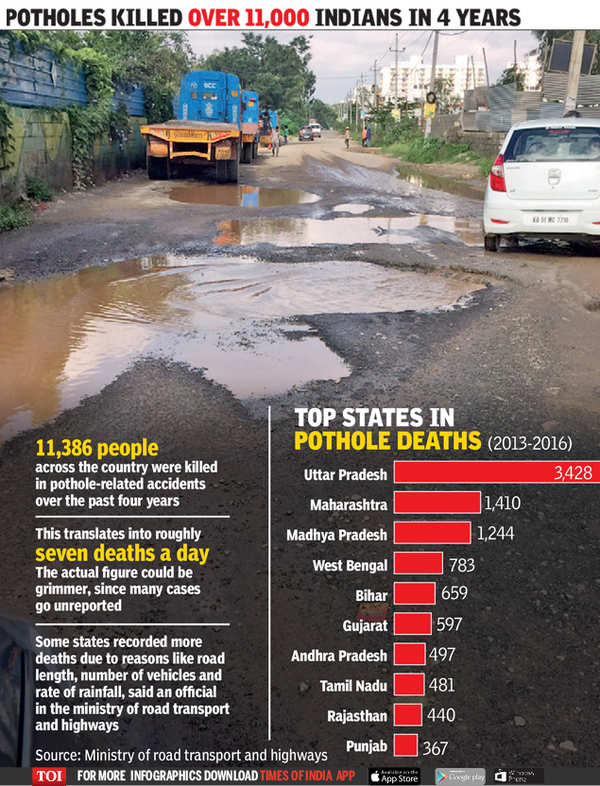 POTHOLES KILLED OVER 11,000 INDIANS IN 4 YEARS
11,386 people
across the country were killed
in pothole-related accidents
over the past four years
This translates into roughly
seven deaths a day
The actual figure could be
grimmer, since many cases
go unreported
Some states recorded more
deaths due to reasons like road
length, number of vehicles and
rate of rainfall, said an official
in the ministry of road transport
and highways
TOP STATES IN
POTHOLE DEATHS (2013-2016)
Uttar Pradesh 3,428
Maharashtra 1,410
Madhya Pradesh 1,244
West Bengal 783
Bihar 659
Gujarat 597
Andhra Pradesh 497
Tamil Nadu 481
Rajasthan 440
Punjab 367
Source: Ministry of road transport and highways
TOI FOR MORE INFOGRAPHICS DOWNLOAD TIMES OF INDIA APP
App Store
Google play
Windows
Phone